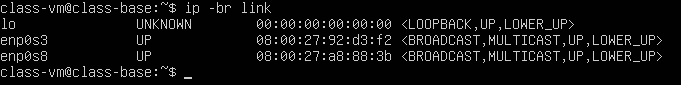 class-vm@class-base:~$ ip -br link
lo               UNKNOWN        00:00:00:00:00:00 <LOOPBACK,UP,LOWER_UP>
enp0s3           UP             08:00:27:92:d3:f2 <BROADCAST,MULTICAST,UP,LOWER_UP>
enp0s8           UP             08:00:27:a8:88:3b <BROADCAST,MULTICAST,UP,LOWER_UP>
class-vm@class-base:~$ _